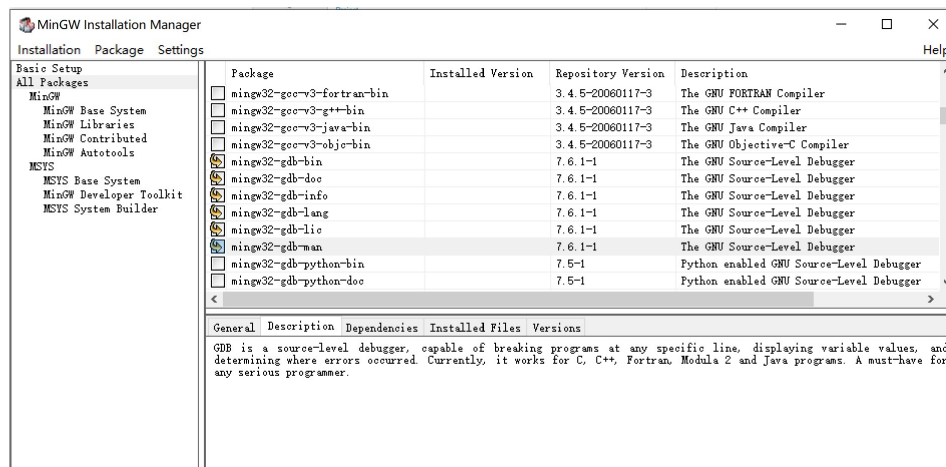 MinGW Installation Manager
Installation Package Settings Help
Basic Setup
All Packages
MinGW
MinGW Base System
MinGW Libraries
MinGW Contributed
MinGW Autotools
MSYS
MSYS Base System
MinGW Developer Toolkit
MSYS System Builder
Package Installed Version Repository Version Description
mingw32-gcc-v3-fortran-bin 3.4.5-20060117-3 The GNU FORTRAN Compiler
mingw32-gcc-v3-g++-bin 3.4.5-20060117-3 The GNU C++ Compiler
mingw32-gcc-v3-java-bin 3.4.5-20060117-3 The GNU Java Compiler
mingw32-gcc-v3-objc-bin 3.4.5-20060117-3 The GNU Objective-C Compiler
mingw32-gdb-bin 7.6.1-1 The GNU Source-Level Debugger
mingw32-gdb-doc 7.6.1-1 The GNU Source-Level Debugger
mingw32-gdb-info 7.6.1-1 The GNU Source-Level Debugger
mingw32-gdb-lang 7.6.1-1 The GNU Source-Level Debugger
mingw32-gdb-lic 7.6.1-1 The GNU Source-Level Debugger
mingw32-gdb-man 7.6.1-1 The GNU Source-Level Debugger
mingw32-gdb-python-bin 7.5-1 Python enabled GNU Source-Level Debugger
mingw32-gdb-python-doc 7.5-1 Python enabled GNU Source-Level Debugger
General Description Dependencies Installed Files Versions
GDB is a source-level debugger, capable of breaking programs at any specific line, displaying variable values, and
determining where errors occurred. Currently, it works for C, C++, Fortran, Modula 2 and Java programs. A must-have for
any serious programmer.